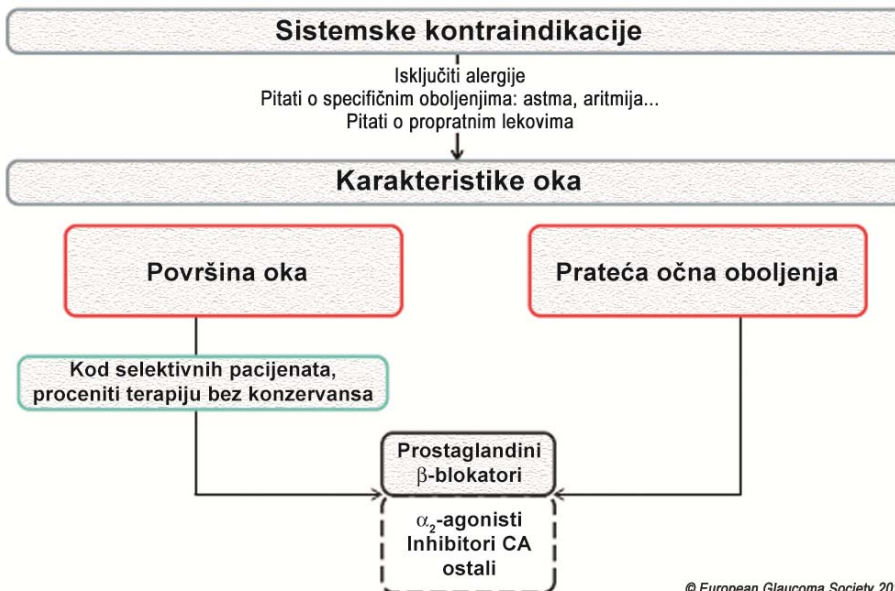 Sistemske kontraindikacije
Isključiti alergije
Pitati o specifičnim oboljenjima: astma, aritmija...
Pitati o propratnim lekovima
Karakteristike oka
Površina oka
Prateća očna oboljenja
Kod selektivnih pacijenata,
proceniti terapiju bez konzervansa
Prostaglandini
β-blokatori
α₂-agonisti
Inhibitori CA
ostali
© European Glaucoma Society